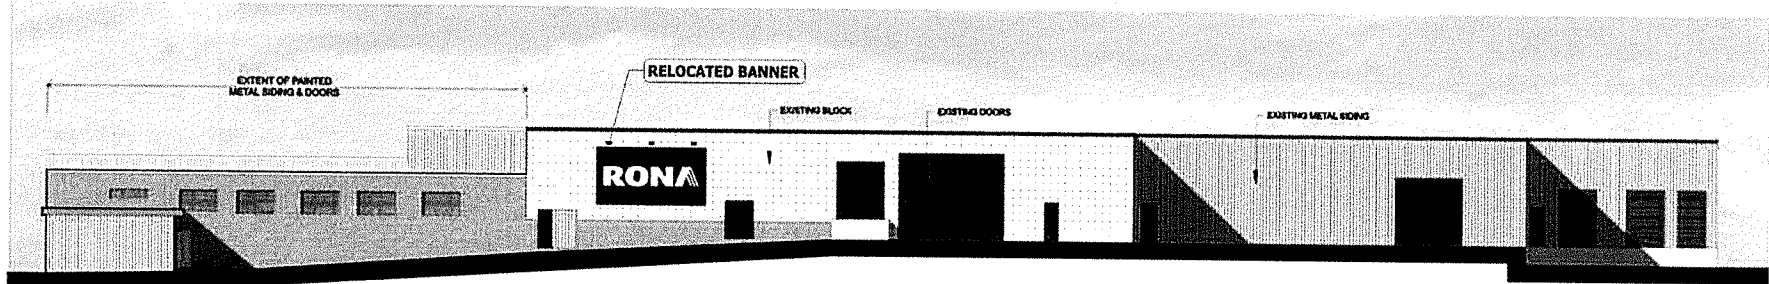 EXTENT OF PAINTED
METAL SIDING & DOORS
RELOCATED BANNER
EXISTING BLOCK
EXISTING DOORS
EXISTING METAL SIDING
RONA